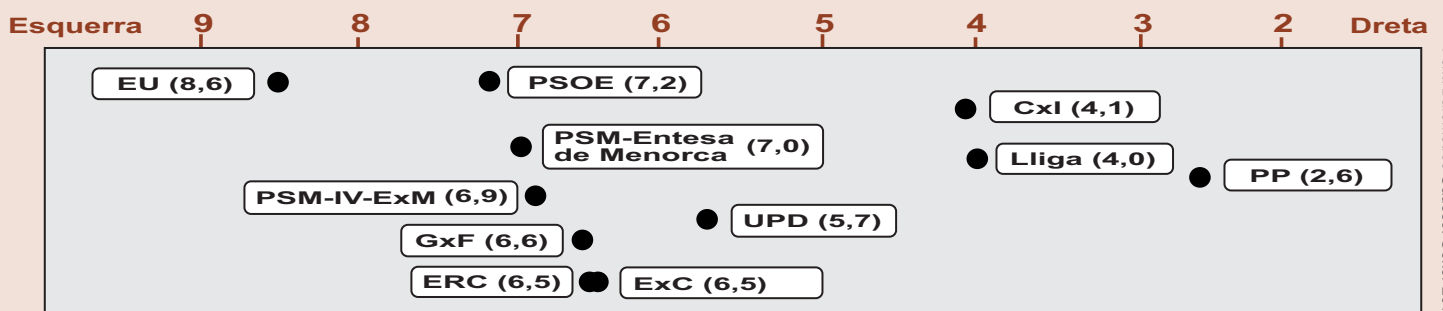 Esquerra 9 8 7 6 5 4 3 2 Dreta
EU (8,6)
PSOE (7,2)
CxI (4,1)
PSM-Entesa
de Menorca (7,0)
Lliga (4,0)
PP (2,6)
PSM-IV-ExM (6,9)
UPD (5,7)
GxF (6,6)
ERC (6,5)
ExC (6,5)